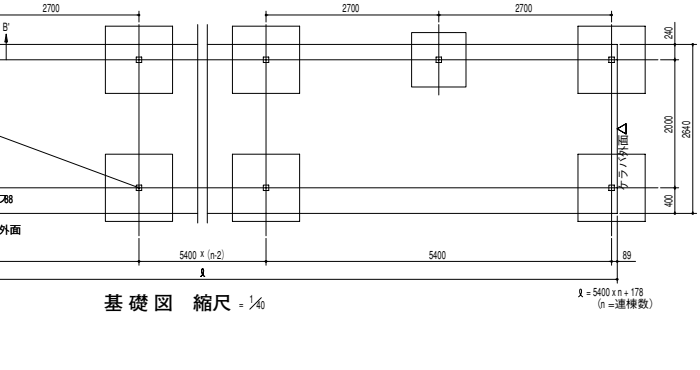 2700
2700
2700
B'
240
2000
2640
400
ケラバ外面
外面
5400 x (n-2)
5400
89
ℓ
基礎図 縮尺 = 1/40
ℓ = 5400 x n + 178
(n =連棟数)